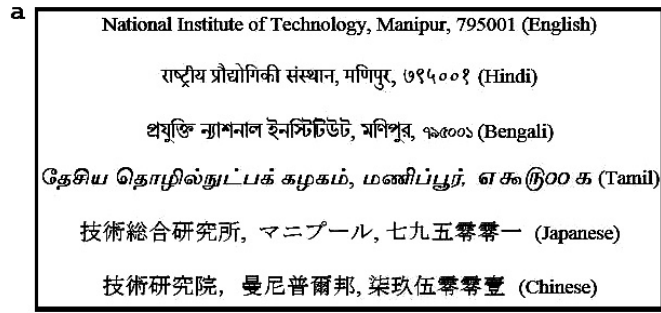 a
National Institute of Technology, Manipur, 795001 (English)
राष्ट्रीय प्रौद्योगिकी संस्थान, मणिपुर, ७९५००१ (Hindi)
প্রযুক্তি ন্যাশনাল ইনস্টিটিউট, মণিপুর, ৭৯৫০০১ (Bengali)
தேசிய தொழில்நுட்பக் கழகம், மணிப்பூர், எ௯௫00 ௧ (Tamil)
技術総合研究所, マニプール, 七九五零零一 (Japanese)
技術研究院, 曼尼普爾邦, 柒玖伍零零壹 (Chinese)